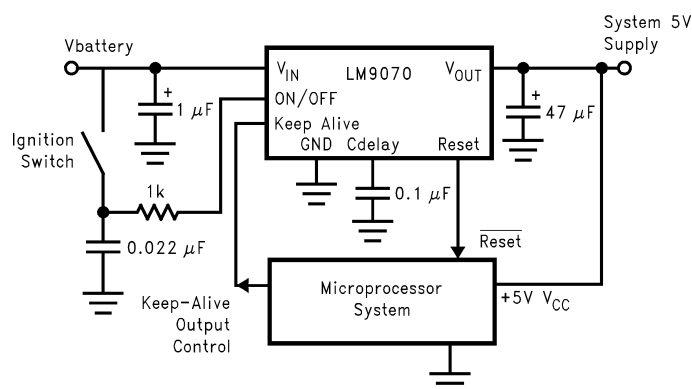 Vbattery
System 5V
Supply
V_IN
LM9070
V_OUT
ON/OFF
Keep Alive
GND
Cdelay
Reset
+
1 μF
+
47 μF
Ignition
Switch
1k
0.1 μF
0.022 μF
Reset
Keep-Alive
Output
Control
Microprocessor
System
+5V V_CC